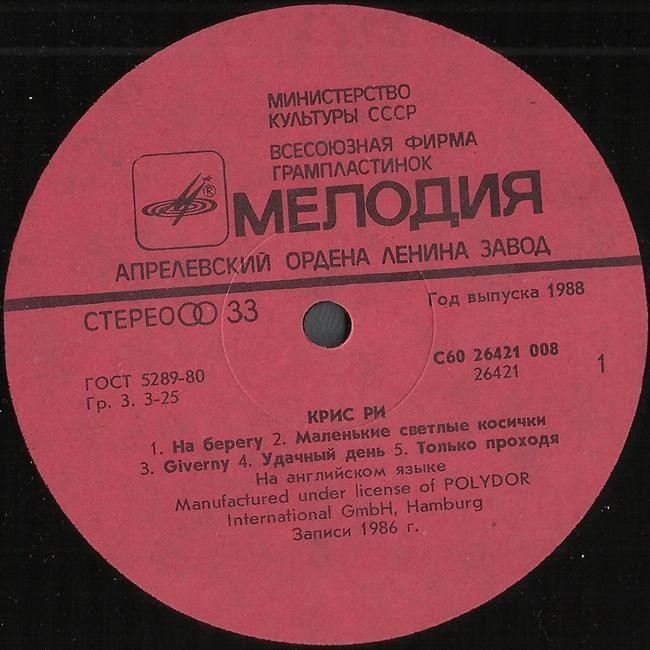 МИНИСТЕРСТВО
КУЛЬТУРЫ СССР
ВСЕСОЮЗНАЯ ФИРМА
ГРАМПЛАСТИНОК
®
МЕЛОДИЯ
АПРЕЛЕВСКИЙ ОРДЕНА ЛЕНИНА ЗАВОД
СТЕРЕО 33
Год выпуска 1988
ГОСТ 5289-80
Гр. 3. 3-25
С60 26421 008
26421
1
КРИС РИ
1. На берегу 2. Маленькие светлые косички
3. Giverny 4. Удачный день 5. Только проходя
На английском языке
Manufactured under license of POLYDOR
International GmbH, Hamburg
Записи 1986 г.